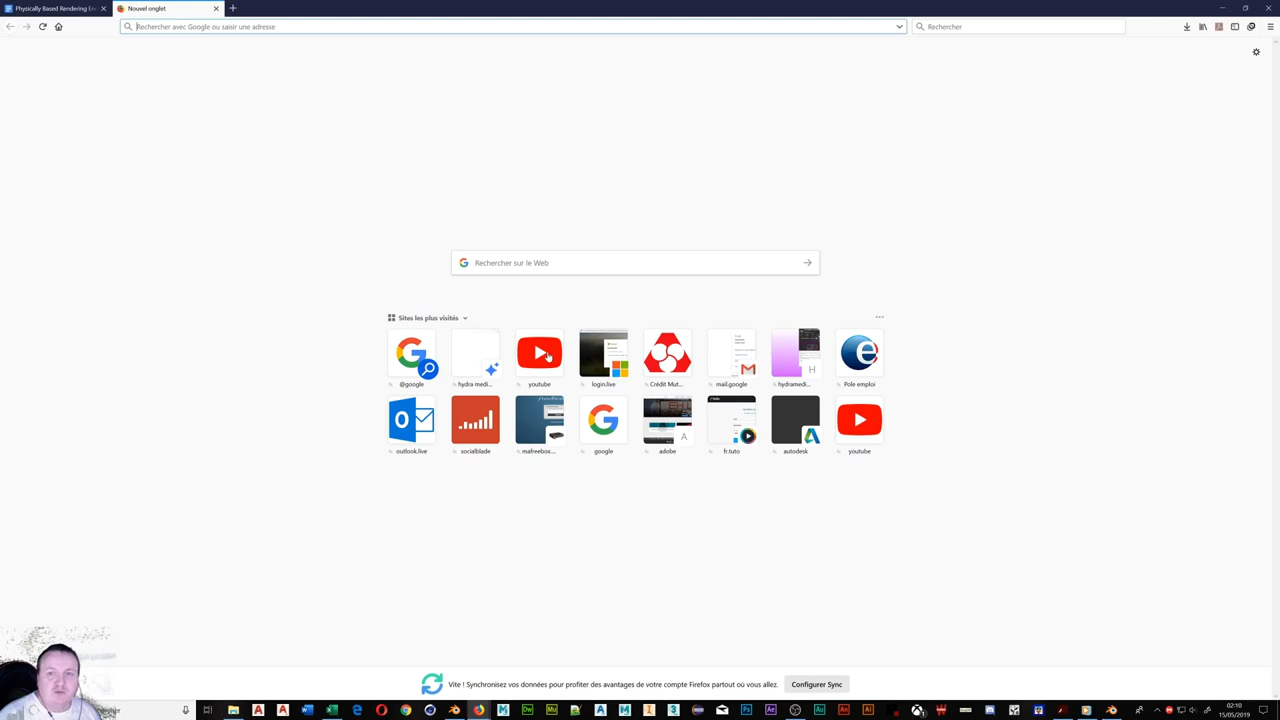 Physically Based Rendering En
Nouvel onglet
Rechercher avec Google ou saisir une adresse
Rechercher
Rechercher sur le Web
Sites les plus visités
@google
hydra medi...
youtube
login.live
Crédit Mut...
mail.google
hydramedi...
Pole emploi
outlook.live
socialblade
mafreebox....
google
adobe
fr.tuto
autodesk
youtube
Vite ! Synchronisez vos données pour profiter des avantages de votre compte Firefox partout où vous allez.
Configurer Sync
02:10
15/05/2019